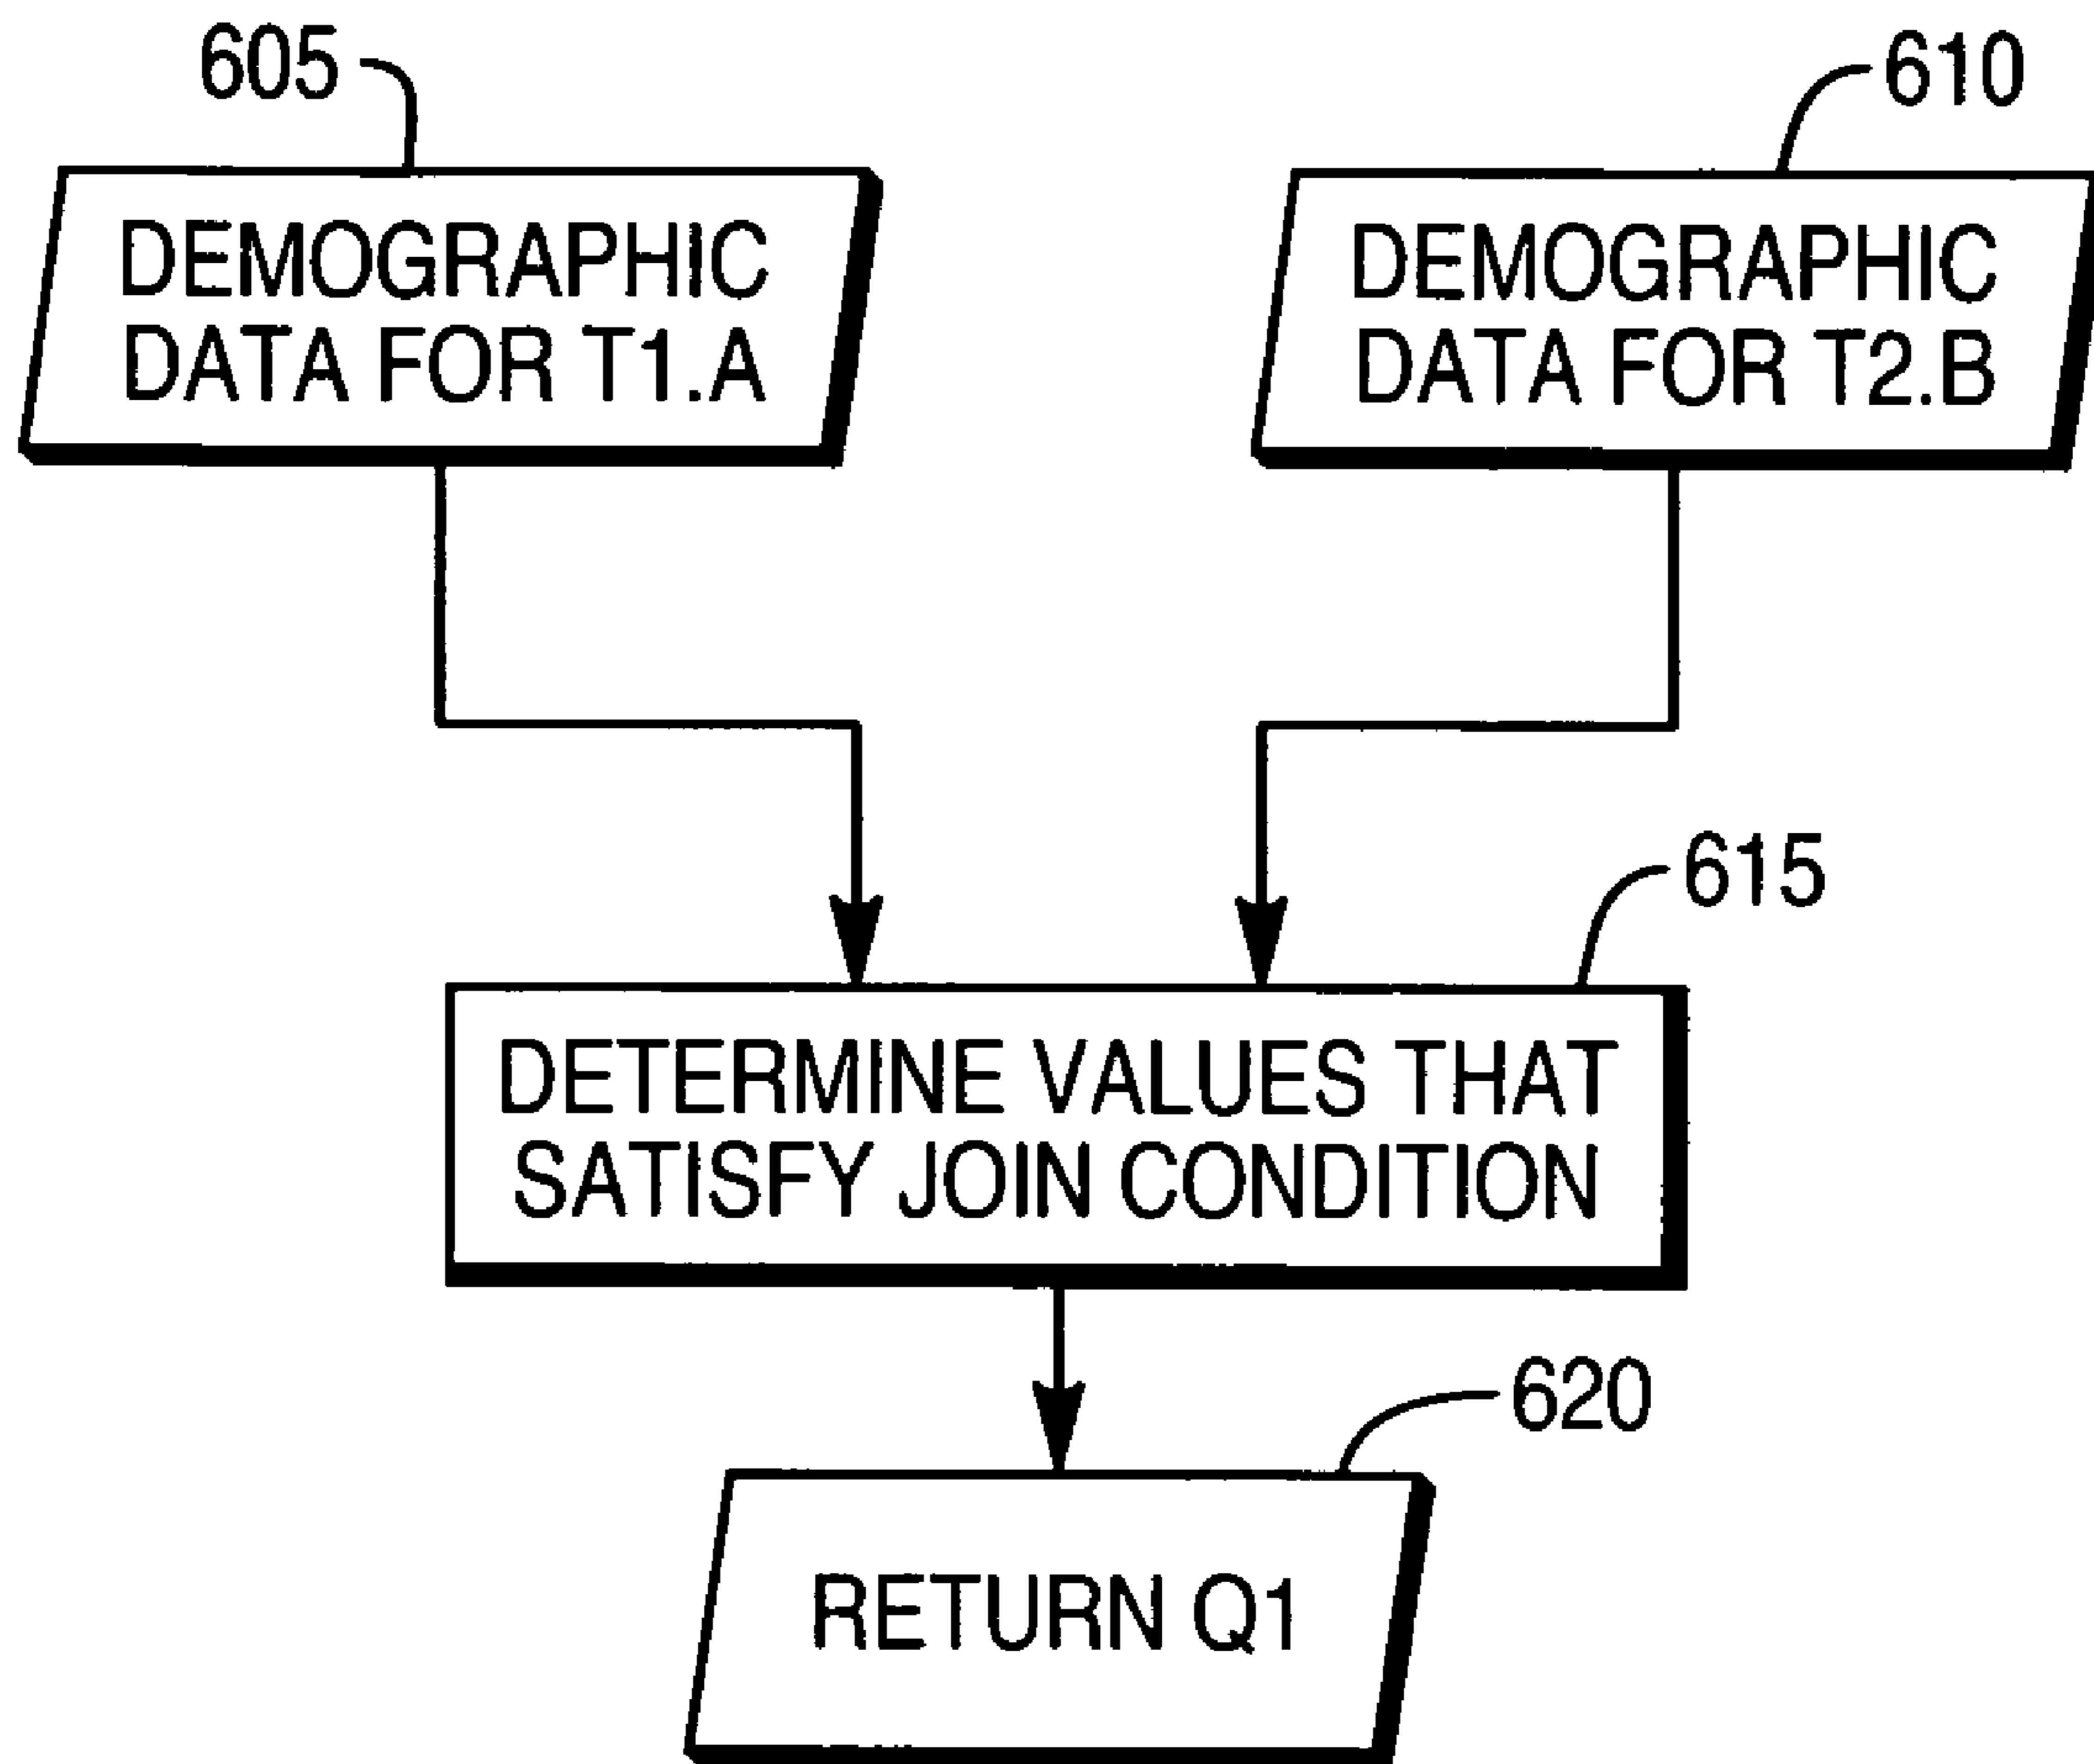 605
610
DEMOGRAPHIC
DATA FOR T1.A
DEMOGRAPHIC
DATA FOR T2.B
615
DETERMINE VALUES THAT
SATISFY JOIN CONDITION
620
RETURN Q1